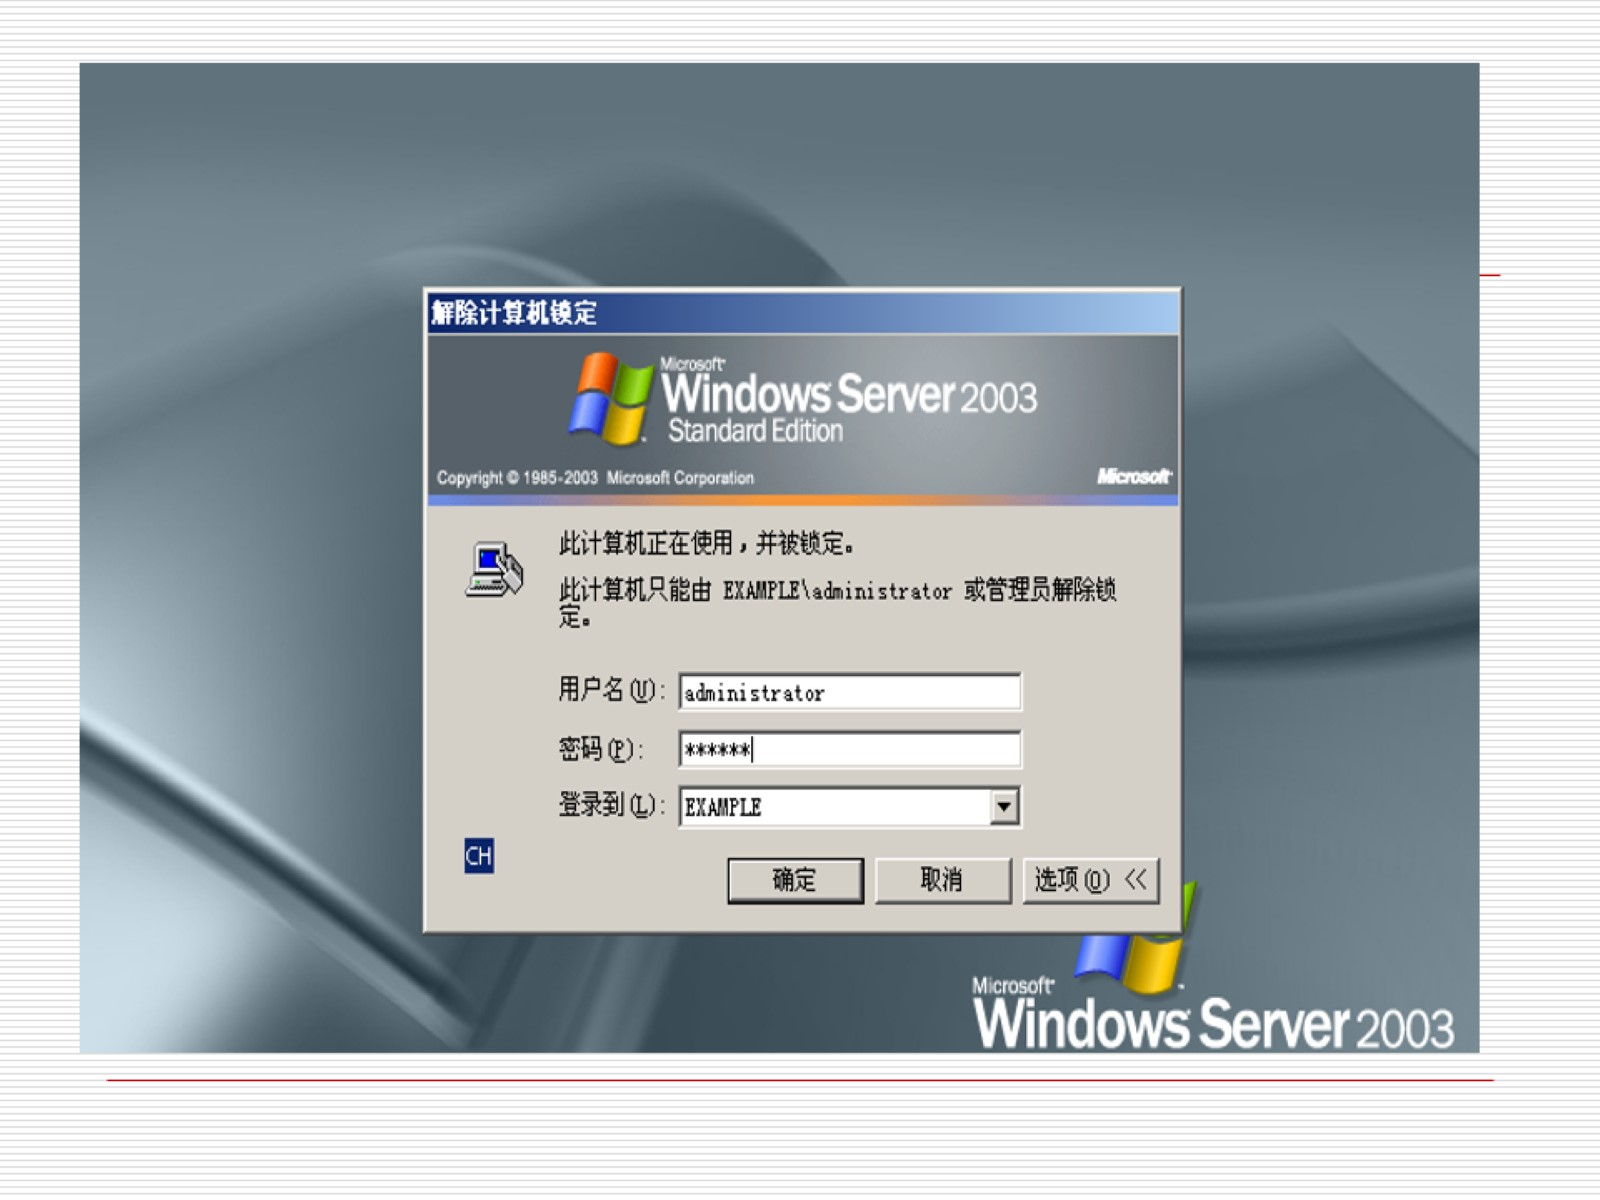 解除计算机锁定
Microsoft
Windows Server 2003
Standard Edition
Copyright © 1985-2003 Microsoft Corporation
Microsoft
此计算机正在使用，并被锁定。
此计算机只能由 EXAMPLE\administrator 或管理员解除锁
定。
用户名(U): administrator
密码(P): ******
登录到(L): EXAMPLE
CH
确定 取消 选项(O) <<
Microsoft
Windows Server 2003